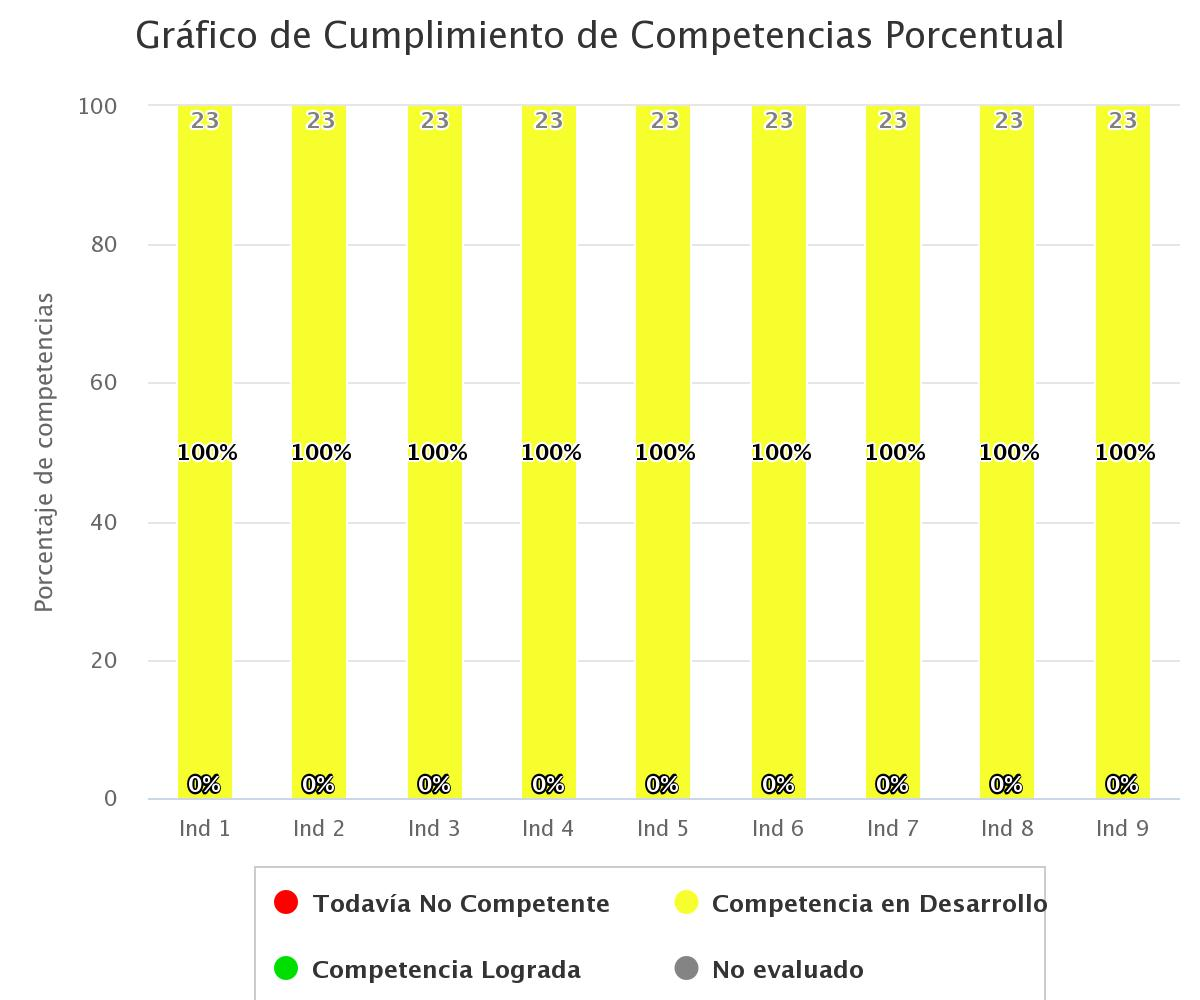 Gráfico de Cumplimiento de Competencias Porcentual
Porcentaje de competencias
100
80
60
40
20
0
23 23 23 23 23 23 23 23 23
100% 100% 100% 100% 100% 100% 100% 100% 100%
0% 0% 0% 0% 0% 0% 0% 0% 0%
Ind 1 Ind 2 Ind 3 Ind 4 Ind 5 Ind 6 Ind 7 Ind 8 Ind 9
Todavía No Competente Competencia en Desarrollo
Competencia Lograda No evaluado